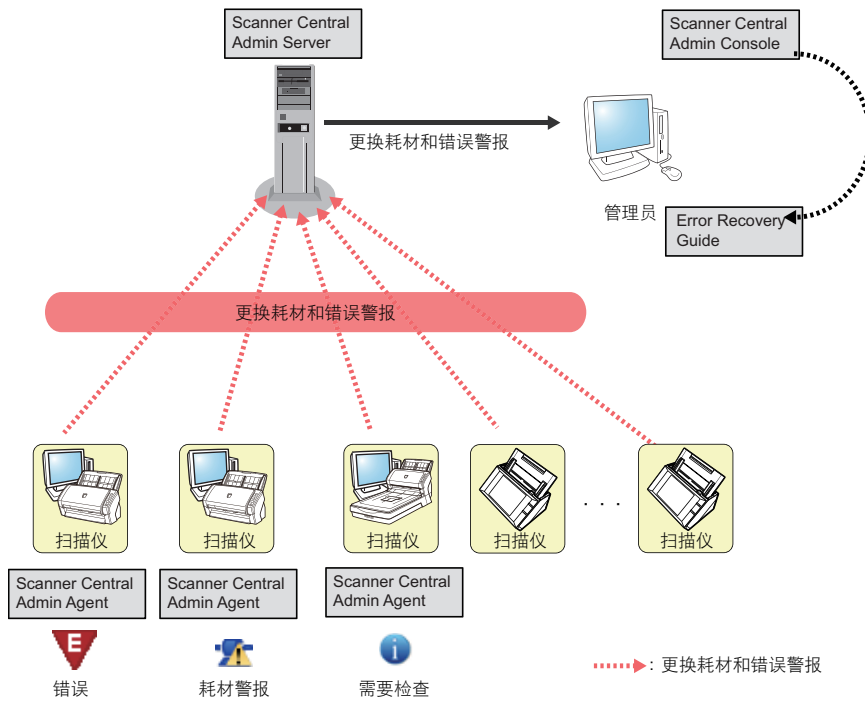 Scanner Central
Admin Server
Scanner Central
Admin Console
更换耗材和错误警报
管理员
Error Recovery
Guide
更换耗材和错误警报
扫描仪
扫描仪
扫描仪
扫描仪
· · ·
扫描仪
Scanner Central
Admin Agent
Scanner Central
Admin Agent
Scanner Central
Admin Agent
E
i
错误
耗材警报
需要检查
: 更换耗材和错误警报